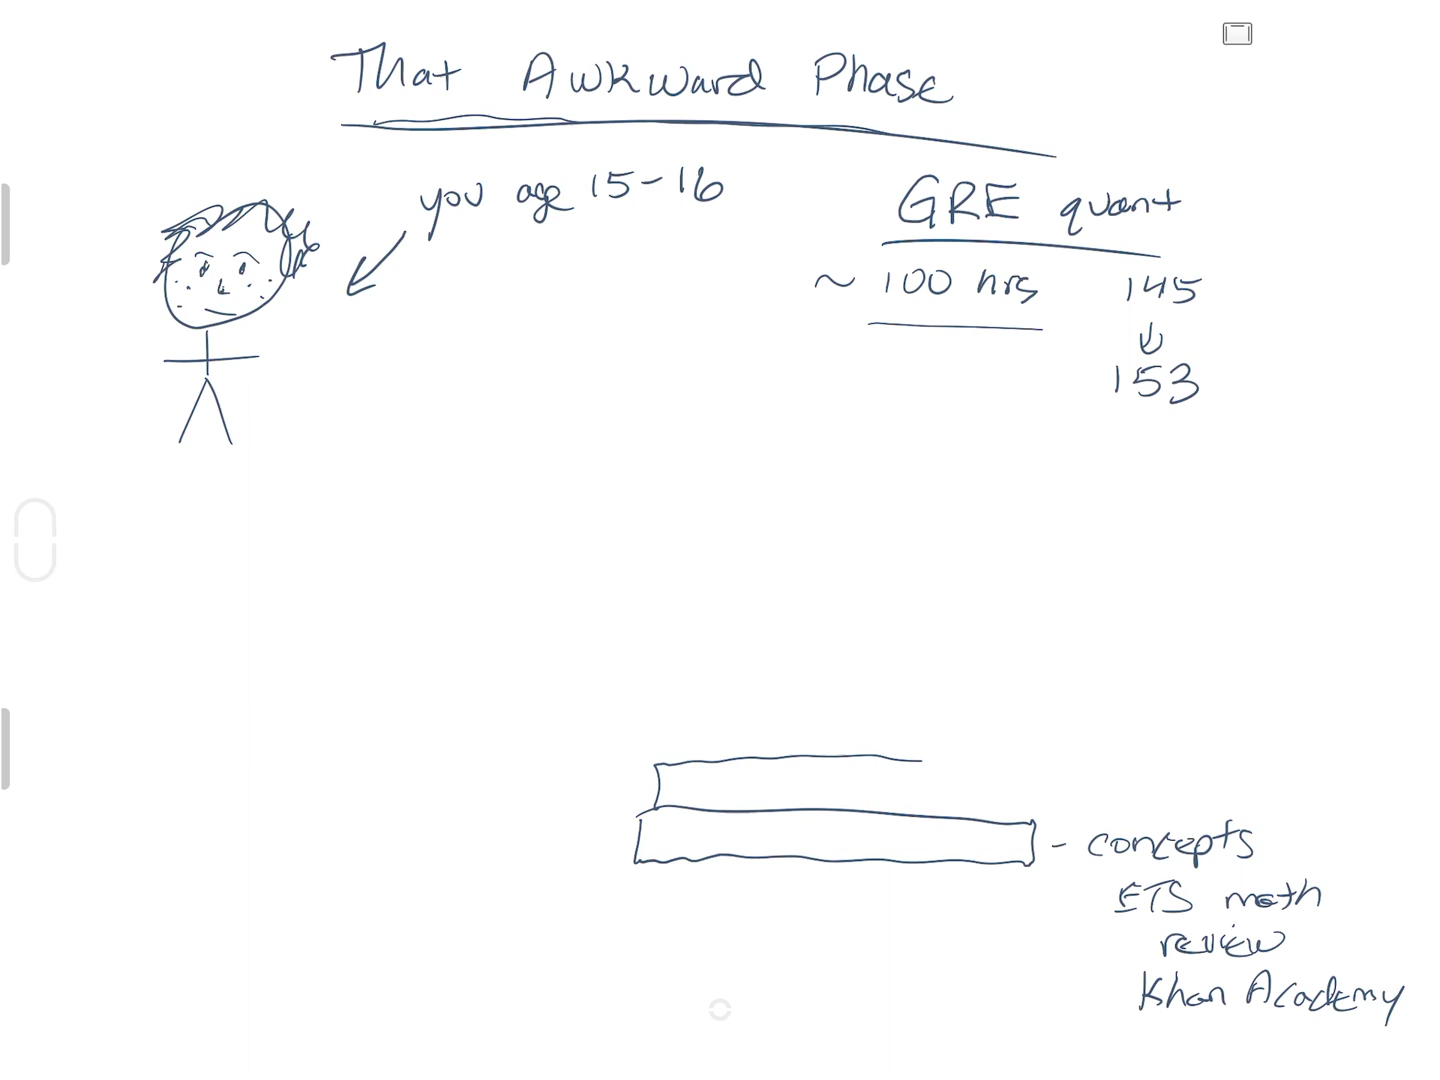 That Awkward Phase
you age 15-16
GRE quant
~ 100 hrs
145
↓
153
- concepts
ETS math
review
Khan Academy